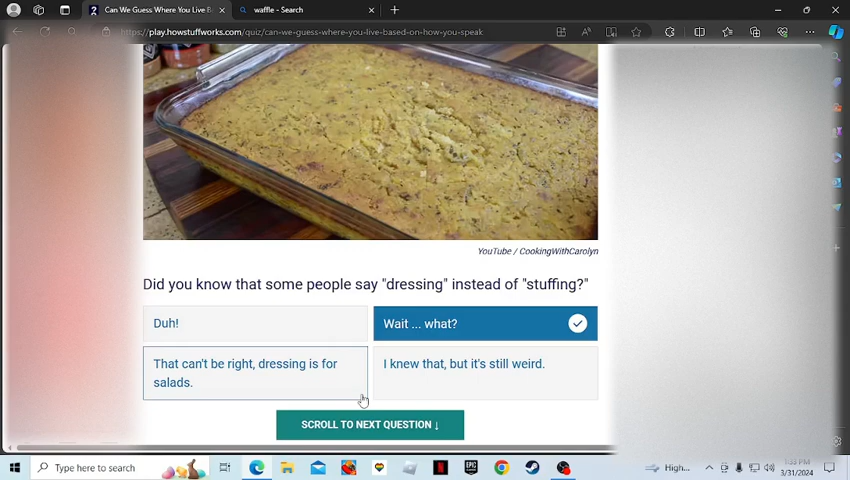 Can We Guess Where You Live B
waffle - Search
https://play.howstuffworks.com/quiz/can-we-guess-where-you-live-based-on-how-you-speak
YouTube / CookingWithCarolyn
Did you know that some people say "dressing" instead of "stuffing?"
Duh!
Wait ... what?
That can't be right, dressing is for
salads.
I knew that, but it's still weird.
SCROLL TO NEXT QUESTION ↓
Type here to search
EPIC
High...
1:33 PM
3/31/2024